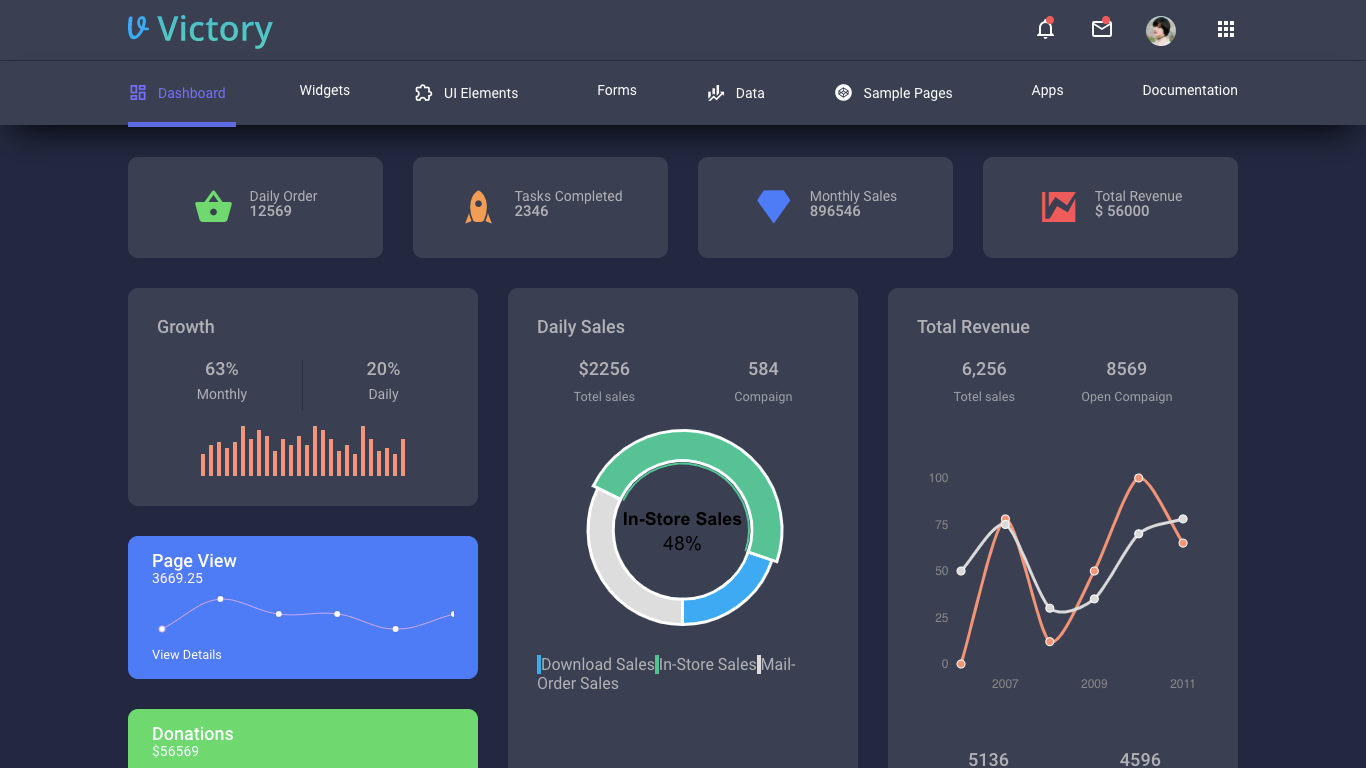 Victory
Dashboard
Widgets
UI Elements
Forms
Data
Sample Pages
Apps
Documentation
Daily Order
12569
Tasks Completed
2346
Monthly Sales
896546
Total Revenue
$ 56000
Growth
63%
Monthly
20%
Daily
Page View
3669.25
View Details
Donations
$56569
Daily Sales
$2256
Totel sales
584
Compaign
In-Store Sales
48%
Download Sales In-Store Sales Mail-
Order Sales
Total Revenue
6,256
Totel sales
8569
Open Compaign
100
75
50
25
0
2007 2009 2011
5136
4596